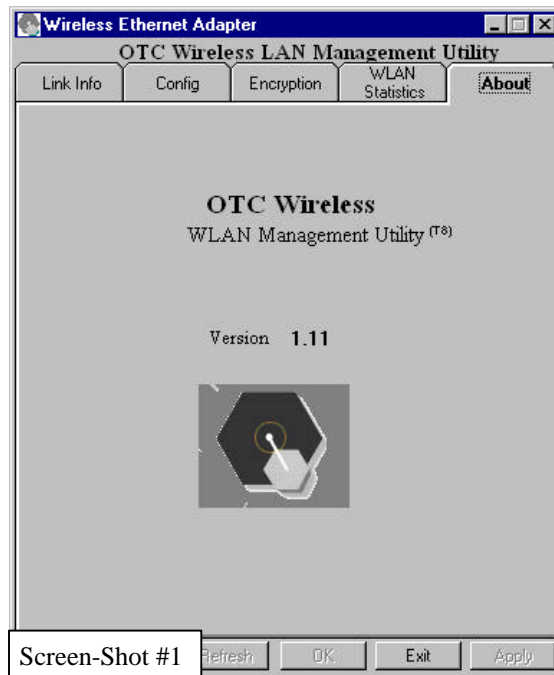 Wireless Ethernet Adapter
OTC Wireless LAN Management Utility
Link Info Config Encryption WLAN Statistics About
OTC Wireless
WLAN Management Utility (T8)
Version 1.11
Screen-Shot #1 Refresh OK Exit Apply